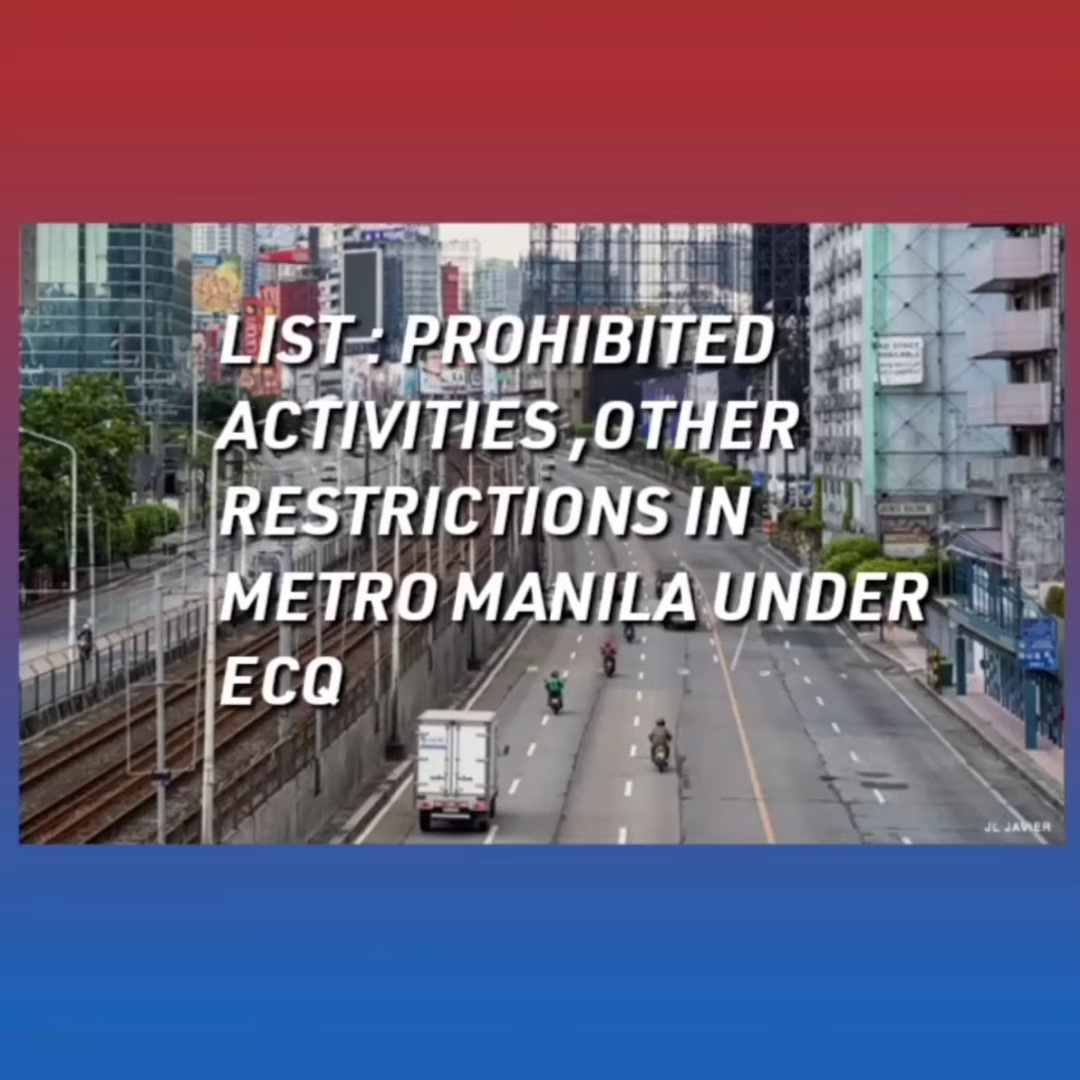 LIST : PROHIBITED
ACTIVITIES ,OTHER
RESTRICTIONS IN
METRO MANILA UNDER
ECQ
JL JAVIER